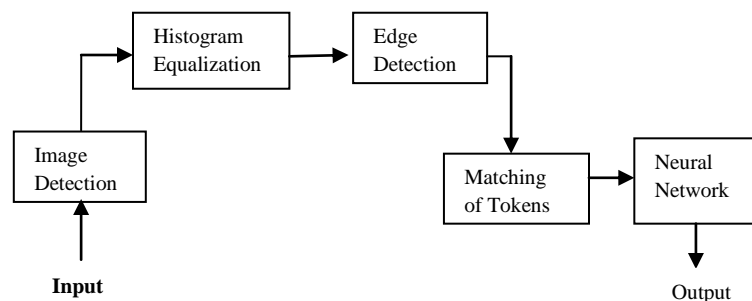 Histogram
Equalization
Edge
Detection
Image
Detection
Matching
of Tokens
Neural
Network
Input
Output